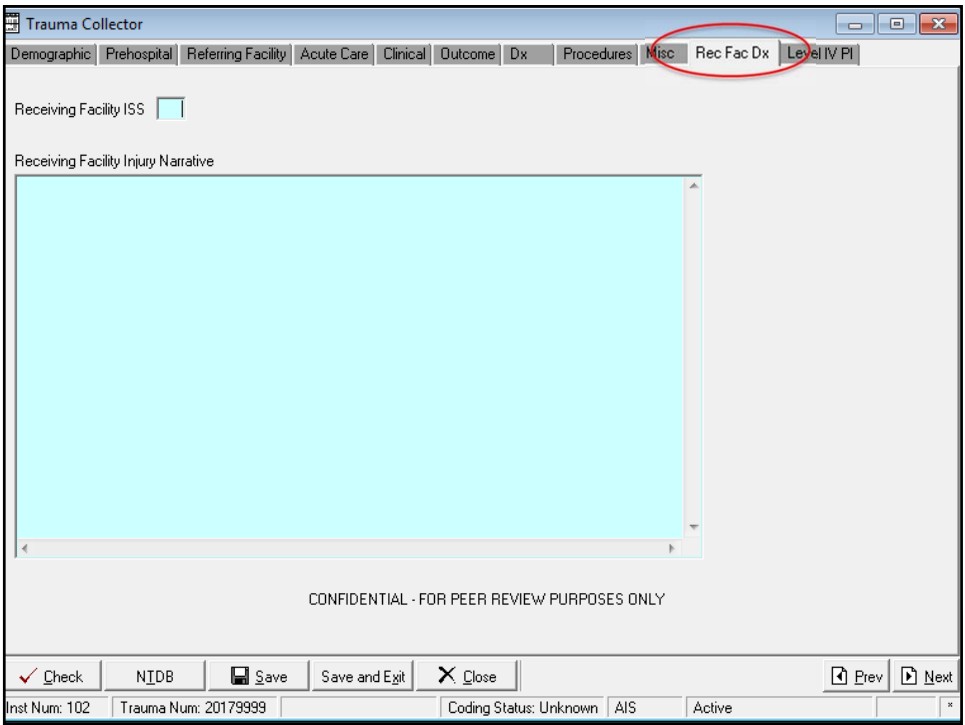 Trauma Collector
Demographic Prehospital Referring Facility Acute Care Clinical Outcome Dx Procedures Misc Rec Fac Dx Level IV PI
Receiving Facility ISS
Receiving Facility Injury Narrative
CONFIDENTIAL - FOR PEER REVIEW PURPOSES ONLY
Check NTDB Save Save and Exit Close Prev Next
Inst Num: 102 Trauma Num: 20179999 Coding Status: Unknown AIS Active *